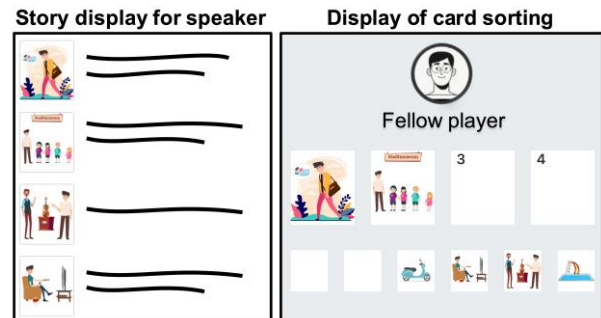 Story display for speaker
Display of card sorting
Fellow player
3
4